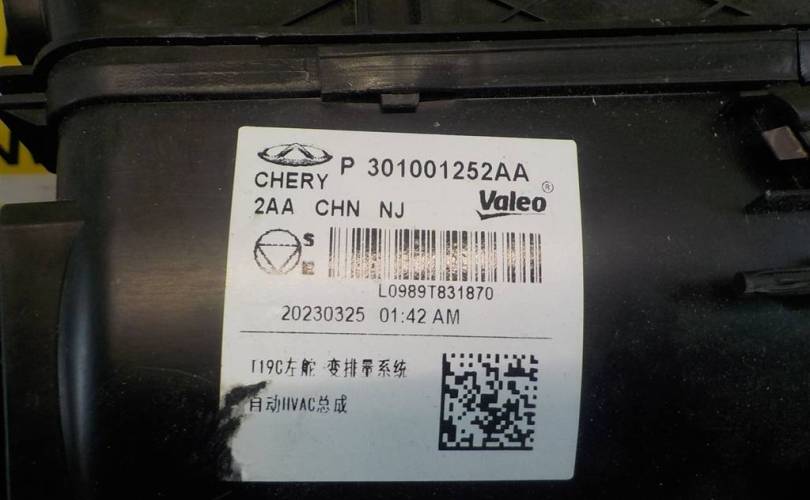 CHERY P 301001252AA
2AA CHN NJ Valeo®
S
E
L0989T831870
20230325 01:42 AM
T19C左舵 变排量系统
自动HVAC总成